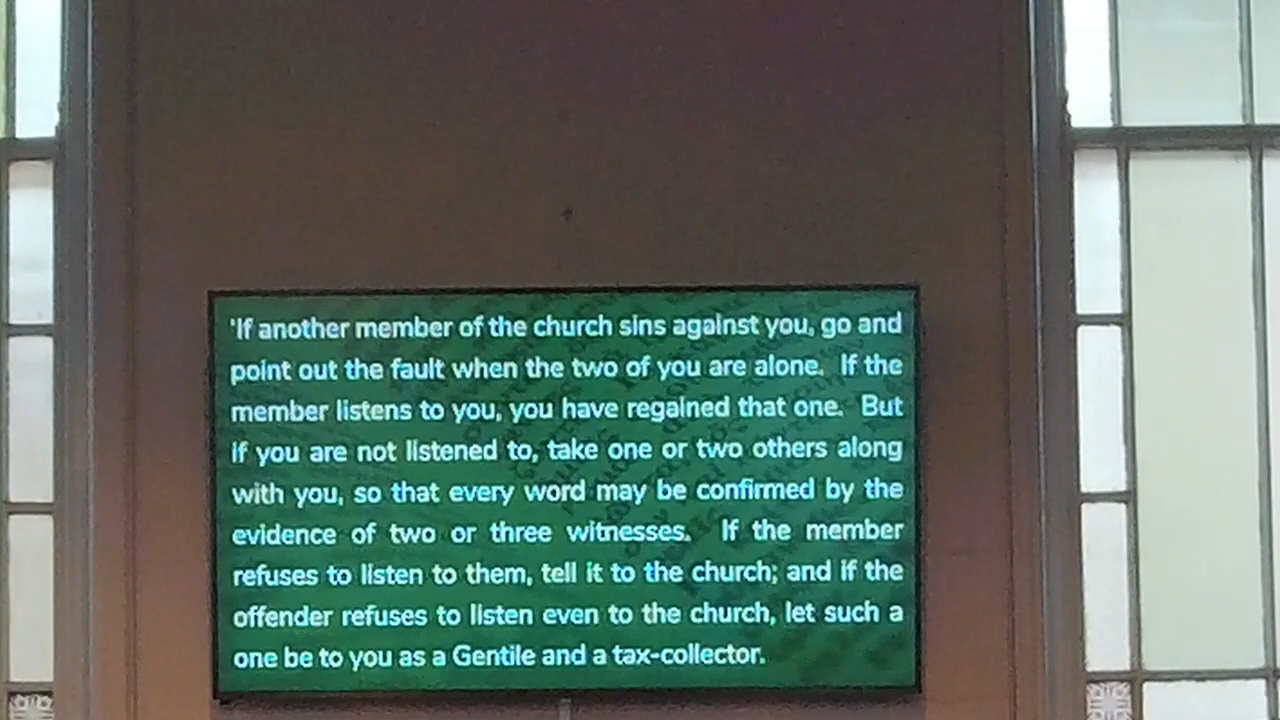 'If another member of the church sins against you, go and
point out the fault when the two of you are alone. If the
member listens to you, you have regained that one. But
if you are not listened to, take one or two others along
with you, so that every word may be confirmed by the
evidence of two or three witnesses. If the member
refuses to listen to them, tell it to the church; and if the
offender refuses to listen even to the church, let such a
one be to you as a Gentile and a tax-collector.